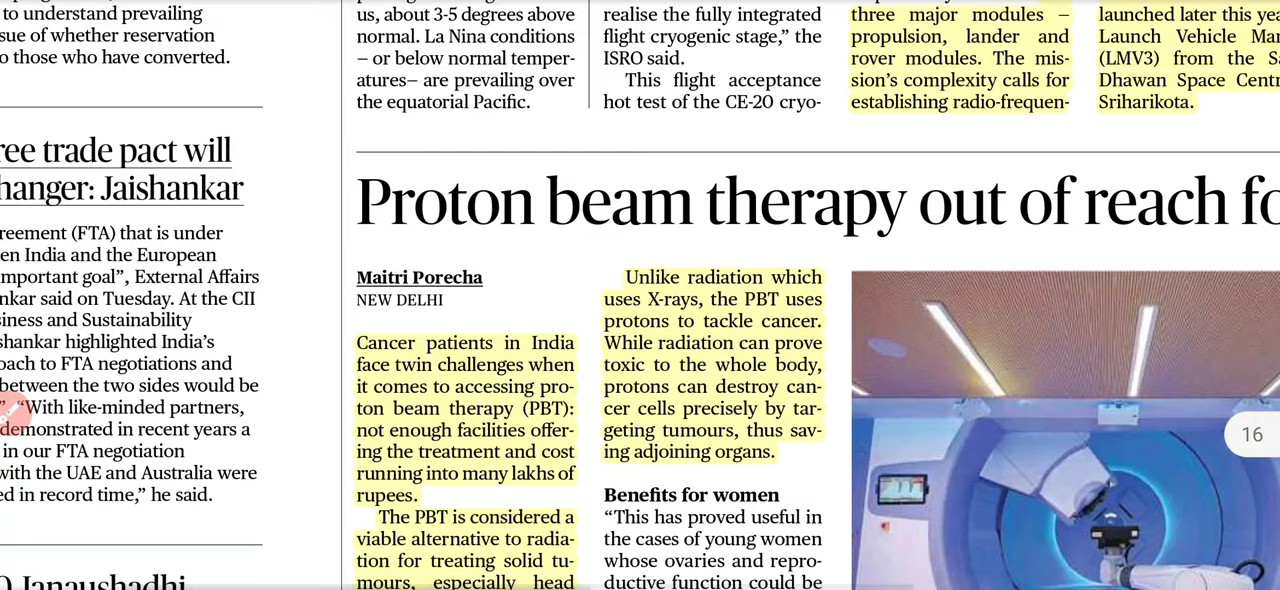 to understand prevailing
sue of whether reservation
o those who have converted.
ree trade pact will
hanger: Jaishankar
reement (FTA) that is under
en India and the European
mportant goal”, External Affairs
nkar said on Tuesday. At the CII
siness and Sustainability
shankar highlighted India’s
oach to FTA negotiations and
between the two sides would be
“With like-minded partners,
demonstrated in recent years a
in our FTA negotiation
with the UAE and Australia were
ed in record time,” he said.
Janaushadhi
us, about 3-5 degrees above
normal. La Nina conditions
– or below normal temper-
atures– are prevailing over
the equatorial Pacific.
realise the fully integrated
flight cryogenic stage,” the
ISRO said.
This flight acceptance
hot test of the CE-20 cryo-
three major modules –
propulsion, lander and
rover modules. The mis-
sion’s complexity calls for
establishing radio-frequen-
launched later this yea
Launch Vehicle Mar
(LMV3) from the Sa
Dhawan Space Centr
Sriharikota.
Proton beam therapy out of reach fo
Maitri Porecha
NEW DELHI
Cancer patients in India
face twin challenges when
it comes to accessing pro-
ton beam therapy (PBT):
not enough facilities offer-
ing the treatment and cost
running into many lakhs of
rupees.
The PBT is considered a
viable alternative to radia-
tion for treating solid tu-
mours, especially head
Unlike radiation which
uses X-rays, the PBT uses
protons to tackle cancer.
While radiation can prove
toxic to the whole body,
protons can destroy can-
cer cells precisely by tar-
geting tumours, thus sav-
ing adjoining organs.
Benefits for women
“This has proved useful in
the cases of young women
whose ovaries and repro-
ductive function could be
16